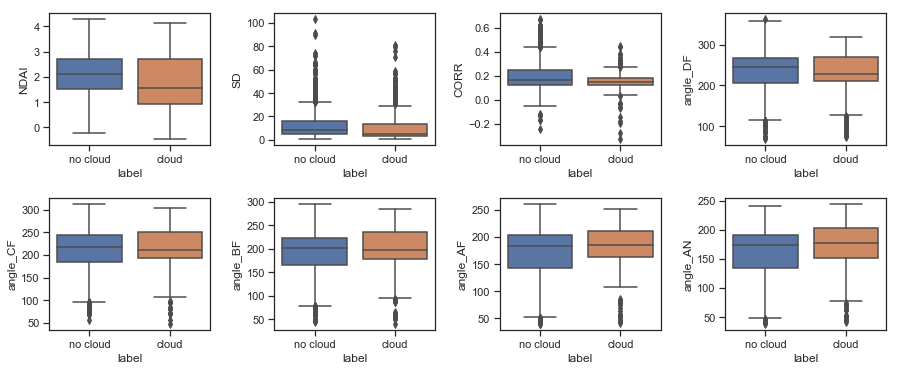 NDAI
4
3
2
1
0
no cloud
cloud
label
SD
100
80
60
40
20
0
no cloud
cloud
label
CORR
0.6
0.4
0.2
0.0
−0.2
no cloud
cloud
label
angle_DF
300
200
100
no cloud
cloud
label
angle_CF
300
250
200
150
100
50
no cloud
cloud
label
angle_BF
300
250
200
150
100
50
no cloud
cloud
label
angle_AF
250
200
150
100
50
no cloud
cloud
label
angle_AN
250
200
150
100
50
no cloud
cloud
label